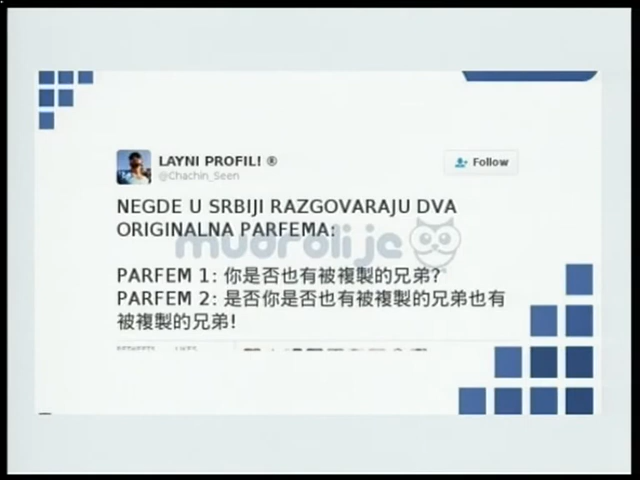 LAYNI PROFIL! ®
@Chachin_Seen
Follow
NEGDE U SRBIJI RAZGOVARAJU DVA
ORIGINALNA PARFEMA:
mudrolije
PARFEM 1: 你是否也有被複製的兄弟?
PARFEM 2: 是否你是否也有被複製的兄弟也有
被複製的兄弟!
RETWEETS LIKES